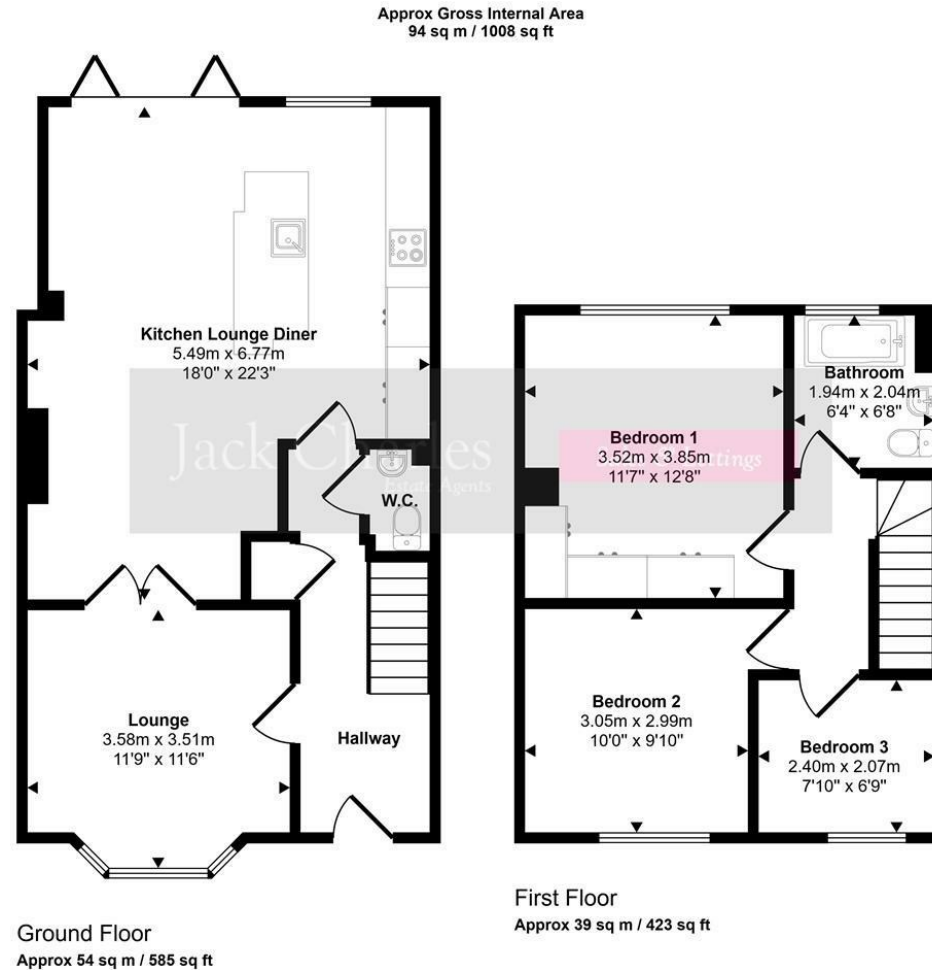 Approx Gross Internal Area
94 sq m / 1008 sq ft
Kitchen Lounge Diner
5.49m x 6.77m
18'0" x 22'3"
W.C.
Lounge
3.58m x 3.51m
11'9" x 11'6"
Hallway
Ground Floor
Approx 54 sq m / 585 sq ft
Bedroom 1
3.52m x 3.85m
11'7" x 12'8"
Bathroom
1.94m x 2.04m
6'4" x 6'8"
Bedroom 2
3.05m x 2.99m
10'0" x 9'10"
Bedroom 3
2.40m x 2.07m
7'10" x 6'9"
First Floor
Approx 39 sq m / 423 sq ft
Jack Charles
Estate Agents